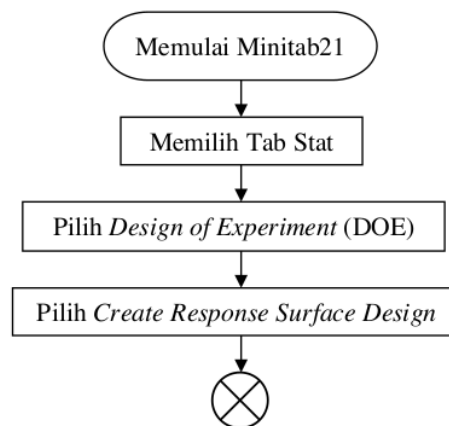 Memulai Minitab21
Memilih Tab Stat
Pilih Design of Experiment (DOE)
Pilih Create Response Surface Design